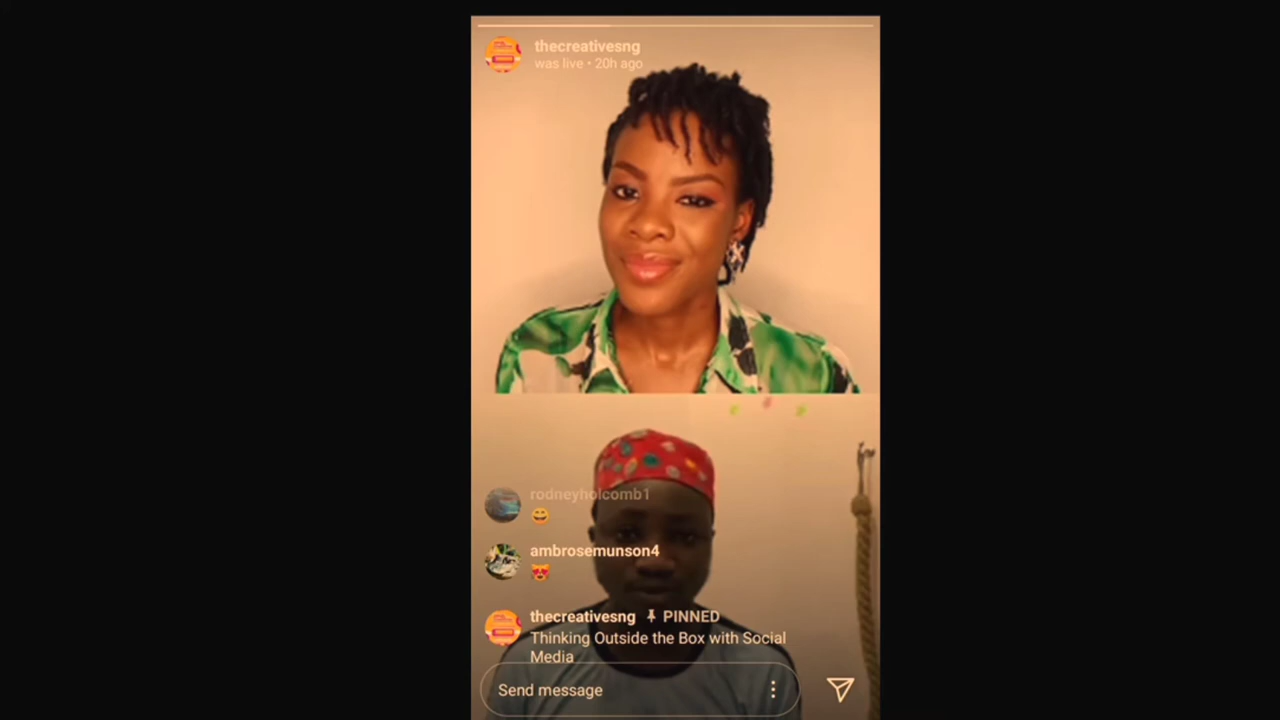 thecreativesng
was live • 20h ago
rodneyholcomb1
ambrosemunson4
thecreativesng PINNED
Thinking Outside the Box with Social
Media
Send message